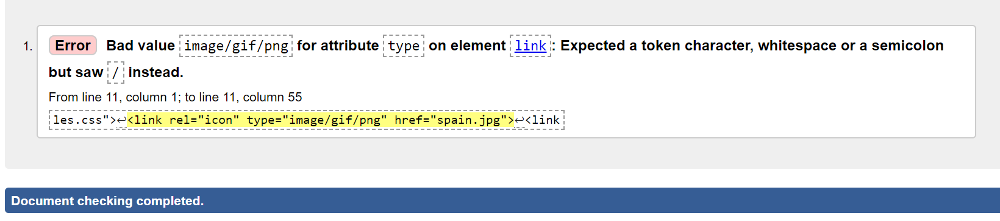 1. Error Bad value image/gif/png for attribute type on element link: Expected a token character, whitespace or a semicolon
but saw / instead.
From line 11, column 1; to line 11, column 55
les.css">↩<link rel="icon" type="image/gif/png" href="spain.jpg">↩<link
Document checking completed.